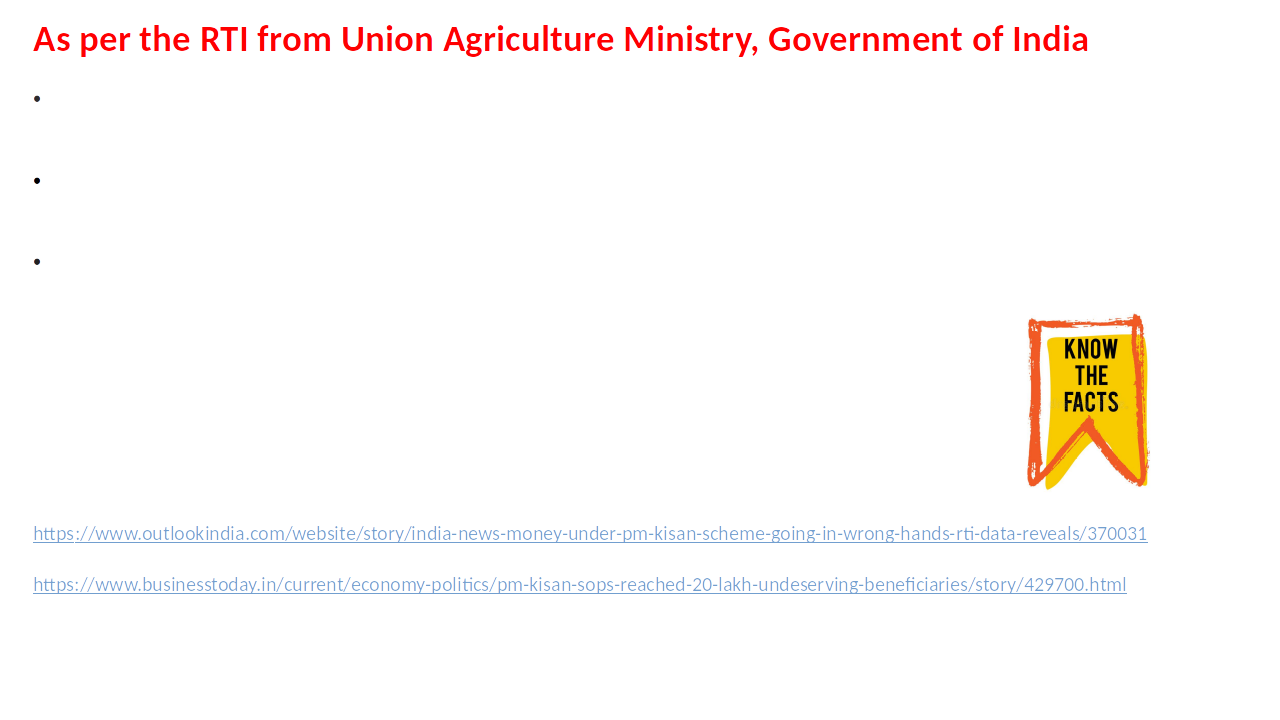 As per the RTI from Union Agriculture Ministry, Government of India
•
•
•
KNOW
THE
FACTS
https://www.outlookindia.com/website/story/india-news-money-under-pm-kisan-scheme-going-in-wrong-hands-rti-data-reveals/370031
https://www.businesstoday.in/current/economy-politics/pm-kisan-sops-reached-20-lakh-undeserving-beneficiaries/story/429700.html